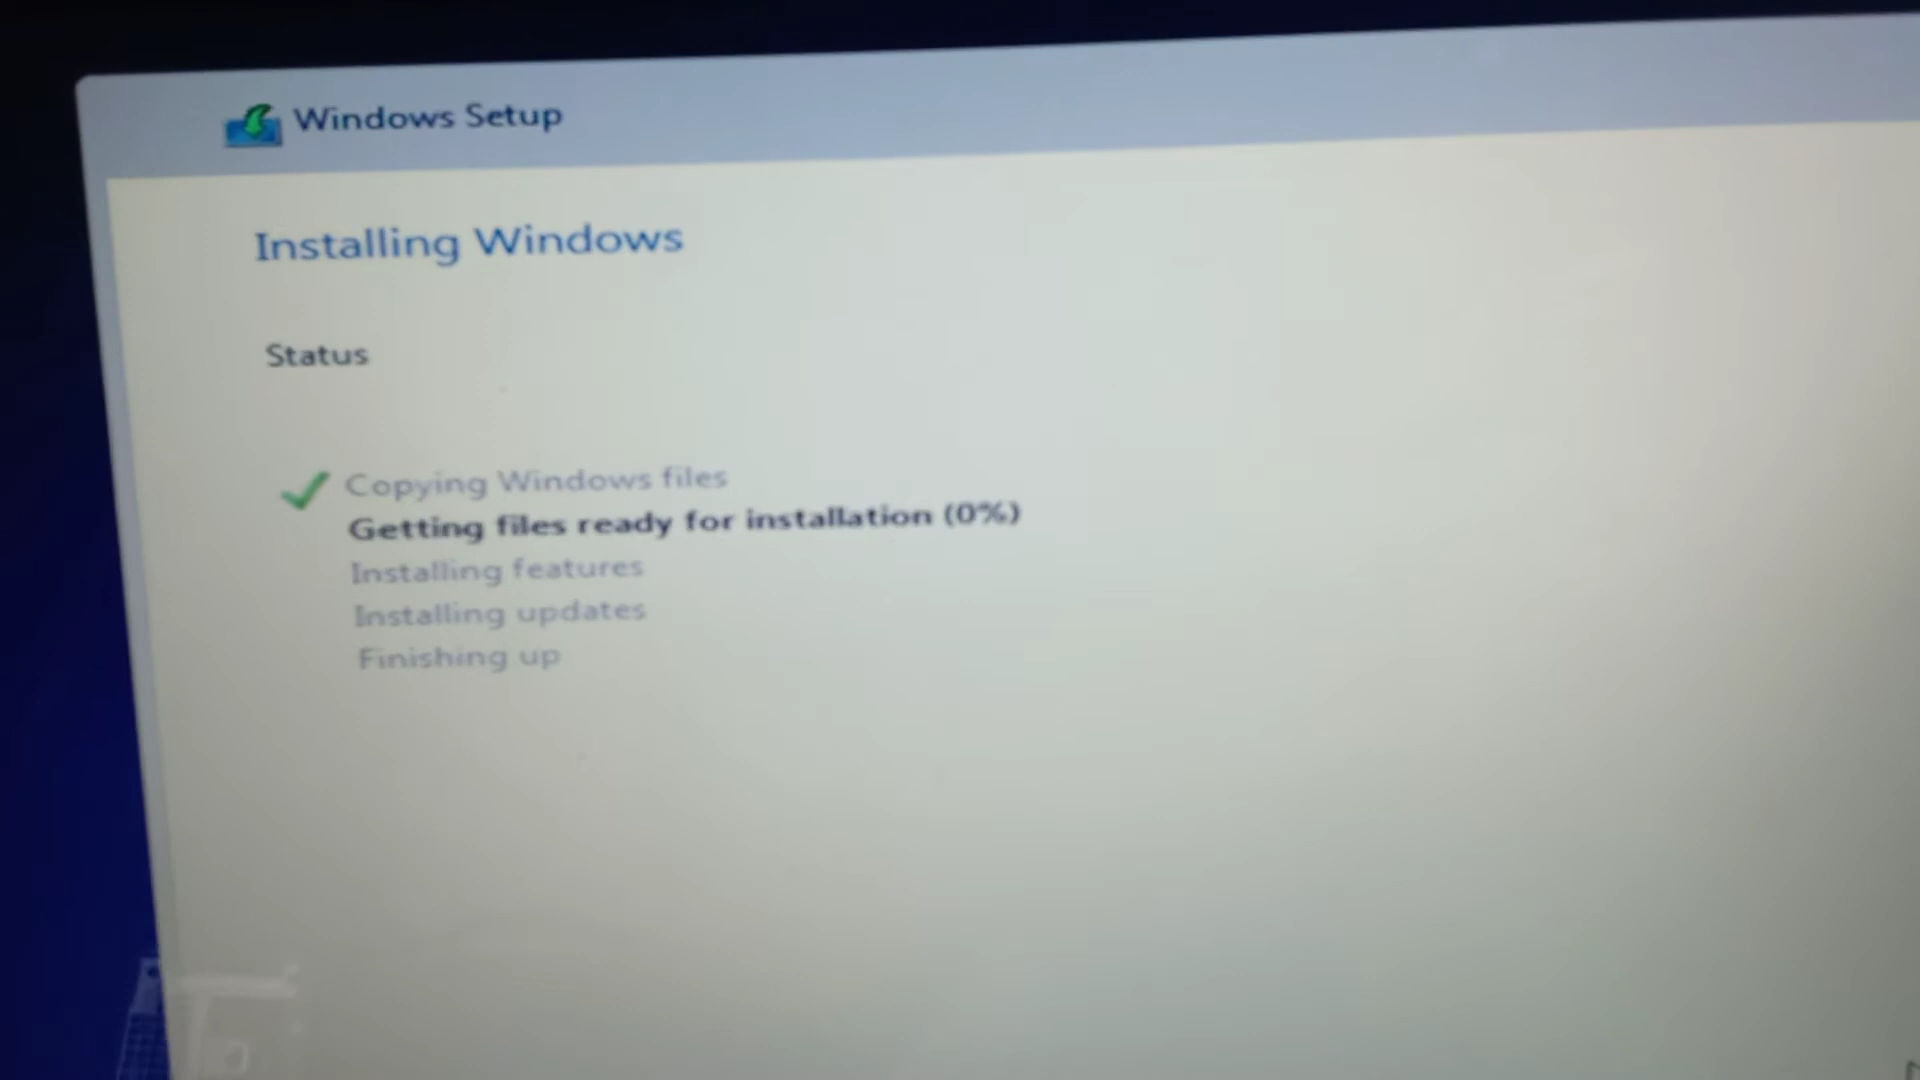 Windows Setup
Installing Windows
Status
Copying Windows files
Getting files ready for installation (0%)
Installing features
Installing updates
Finishing up